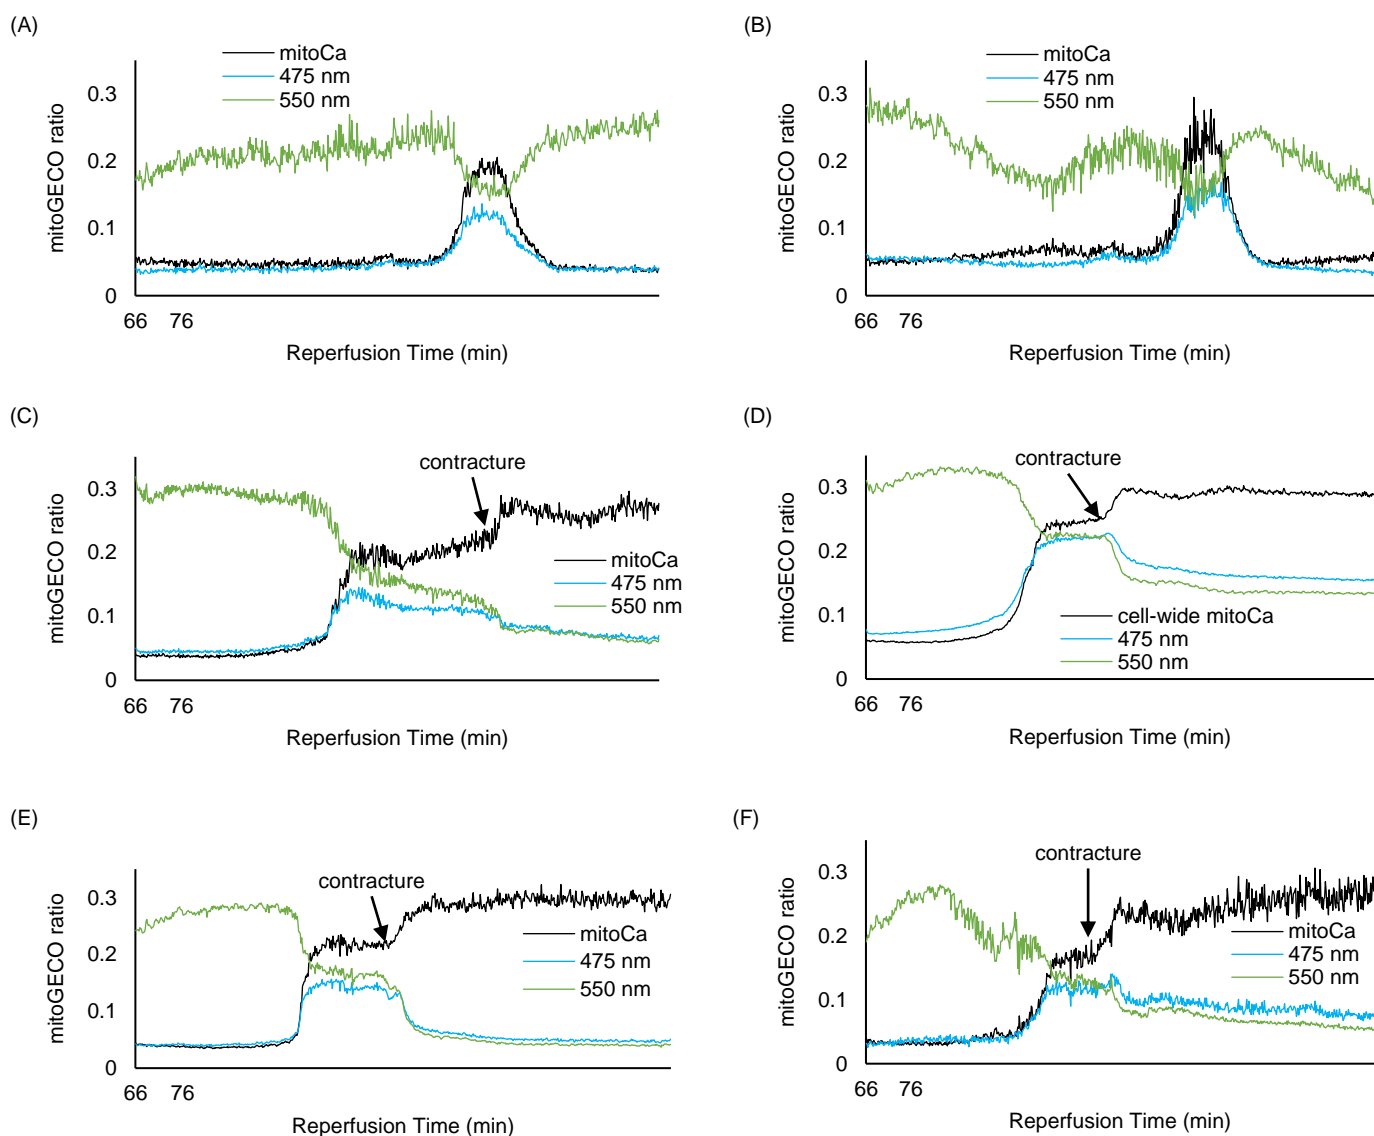 (A)
mitoCa
475 nm
550 nm
mitoGECO ratio
0.3
0.2
0.1
0
66 76
Reperfusion Time (min)
(B)
mitoCa
475 nm
550 nm
mitoGECO ratio
0.3
0.2
0.1
0
66 76
Reperfusion Time (min)
(C)
contracture
mitoGECO ratio
0.3
0.2
0.1
0
mitoCa
475 nm
550 nm
66 76
Reperfusion Time (min)
(D)
contracture
mitoGECO ratio
0.3
0.2
0.1
0
cell-wide mitoCa
475 nm
550 nm
66 76
Reperfusion Time (min)
(E)
contracture
mitoGECO ratio
0.3
0.2
0.1
0
mitoCa
475 nm
550 nm
66 76
Reperfusion Time (min)
(F)
contracture
mitoGECO ratio
0.3
0.2
0.1
0
mitoCa
475 nm
550 nm
66 76
Reperfusion Time (min)